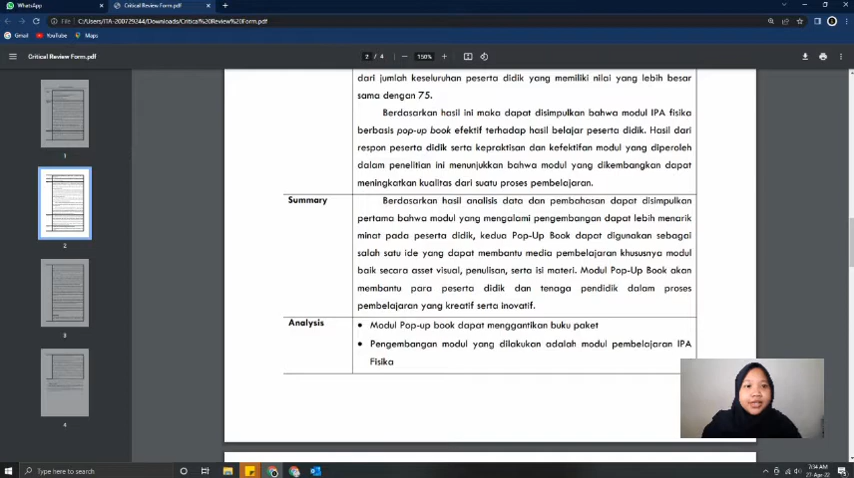 WhatsApp
Critical Review Form.pdf
File
C:/Users/ITA-200729344/Downloads/Critical%20Review%20Form.pdf
Gmail
YouTube
Maps
Critical Review Form.pdf
2 / 4
150%
1
2
3
4
dari jumlah keseluruhan peserta didik yang memiliki nilai yang lebih besar
sama dengan 75.
Berdasarkan hasil ini maka dapat disimpulkan bahwa modul IPA fisika
berbasis pop-up book efektif terhadap hasil belajar peserta didik. Hasil dari
respon peserta didik serta kepraktisan dan kefektifan modul yang diperoleh
dalam penelitian ini menunjukkan bahwa modul yang dikembangkan dapat
meningkatkan kualitas dari suatu proses pembelajaran.
Summary
Berdasarkan hasil analisis data dan pembahasan dapat disimpulkan
pertama bahwa modul yang mengalami pengembangan dapat lebih menarik
minat pada peserta didik, kedua Pop-Up Book dapat digunakan sebagai
salah satu ide yang dapat membantu media pembelajaran khususnya modul
baik secara asset visual, penulisan, serta isi materi. Modul Pop-Up Book akan
membantu para peserta didik dan tenaga pendidik dalam proses
pembelajaran yang kreatif serta inovatif.
Analysis
• Modul Pop-up book dapat menggantikan buku paket
• Pengembangan modul yang dilakukan adalah modul pembelajaran IPA
Fisika
Type here to search
7:34 AM
27-Apr-22